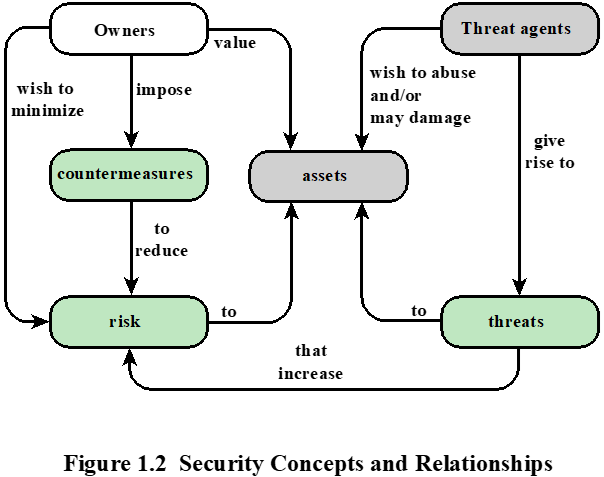 Owners
value
Threat agents
wish to
minimize
impose
wish to abuse
and/or
may damage
give
rise to
countermeasures
assets
to
reduce
risk
to
to
threats
that
increase
Figure 1.2  Security Concepts and Relationships